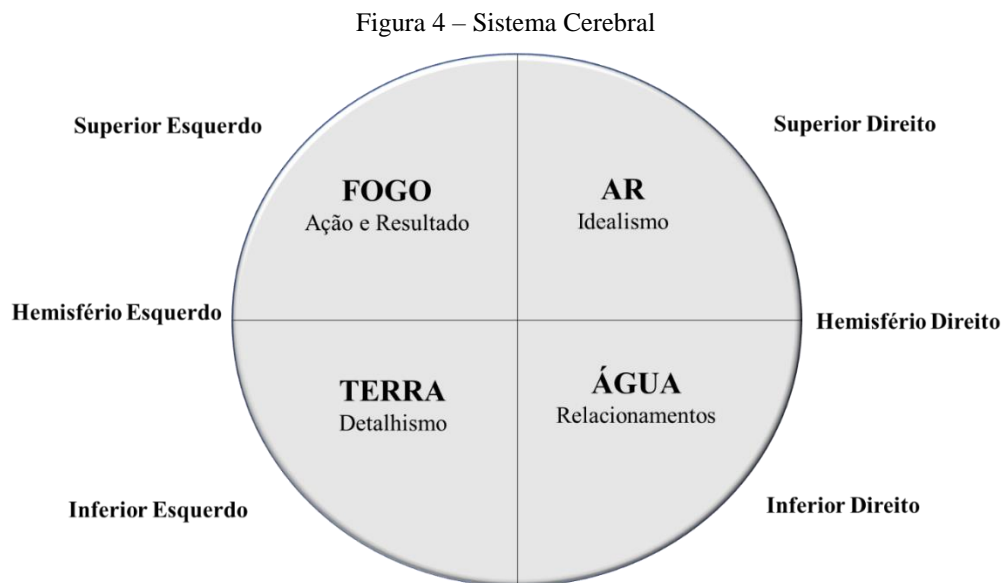 Figura 4 – Sistema Cerebral
Superior Esquerdo
Superior Direito
FOGO
Ação e Resultado
AR
Idealismo
Hemisfério Esquerdo
Hemisfério Direito
TERRA
Detalhismo
ÁGUA
Relacionamentos
Inferior Esquerdo
Inferior Direito